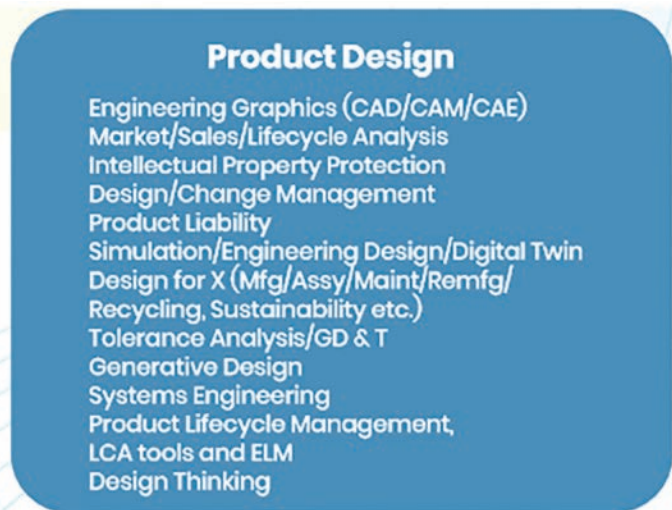 Product Design
Engineering Graphics (CAD/CAM/CAE)
Market/Sales/Lifecycle Analysis
Intellectual Property Protection
Design/Change Management
Product Liability
Simulation/Engineering Design/Digital Twin
Design for X (Mfg/Assy/Maint/Remfg/
Recycling, Sustainability etc.)
Tolerance Analysis/GD & T
Generative Design
Systems Engineering
Product Lifecycle Management,
LCA tools and ELM
Design Thinking